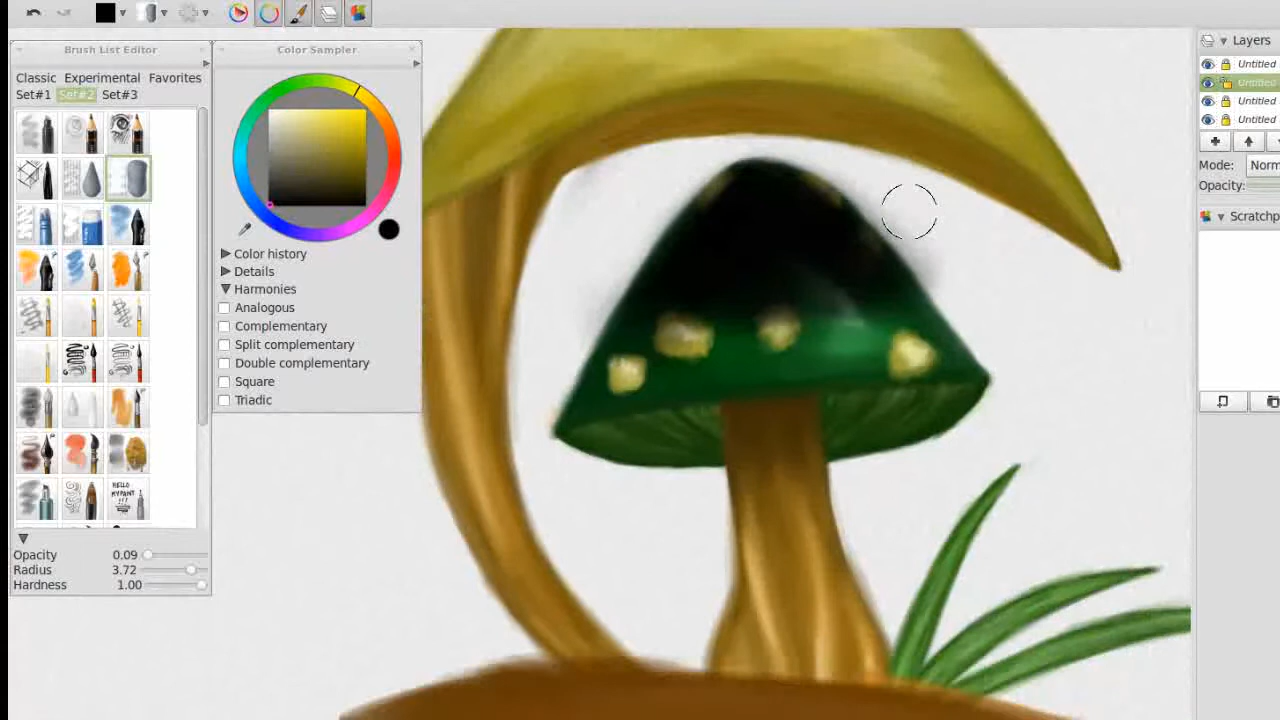 Brush List Editor
Classic Experimental Favorites
Set#1 Set#2 Set#3
HELLO
MYPAINT
!!!
Opacity 0.09
Radius 3.72
Hardness 1.00
Color Sampler
Color history
Details
Harmonies
Analogous
Complementary
Split complementary
Double complementary
Square
Triadic
Layers
Untitled
Untitled
Untitled
Untitled
Mode: Norm
Opacity:
Scratchp